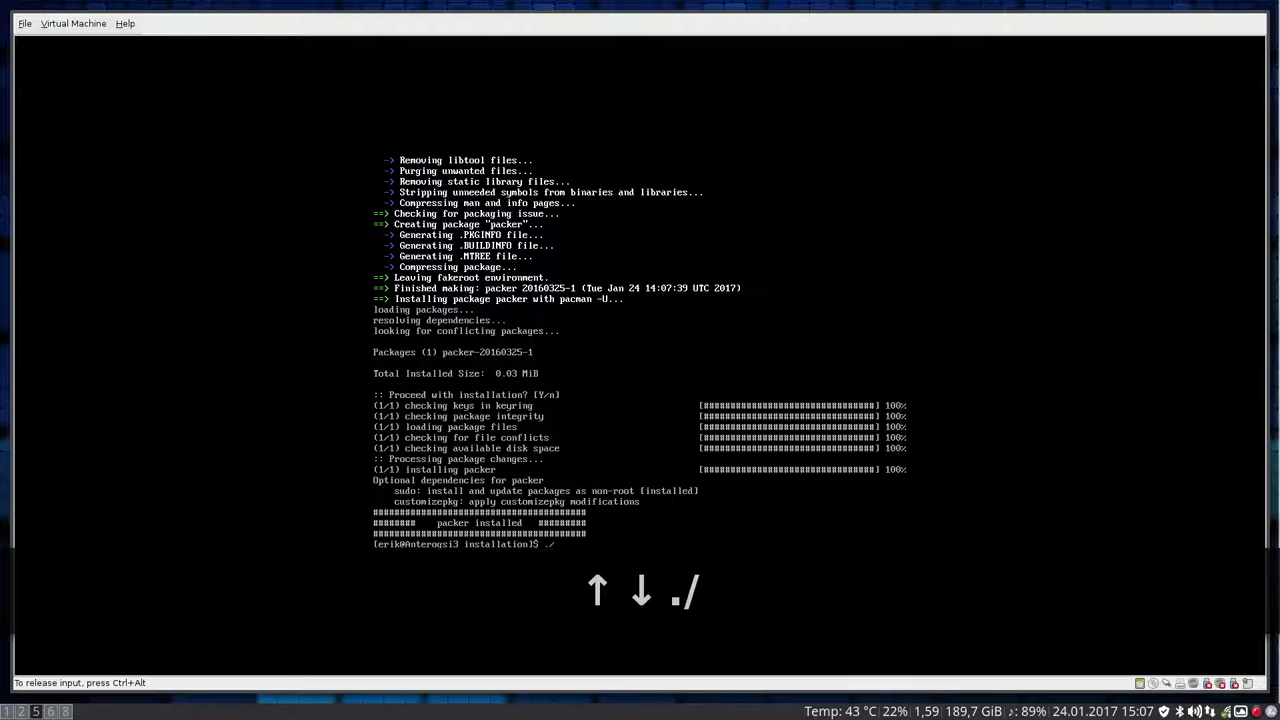 File Virtual Machine Help
-> Removing libtool files...
-> Purging unwanted files...
-> Removing static library files...
-> Stripping unneeded symbols from binaries and libraries...
-> Compressing man and info pages...
==> Checking for packaging issue...
==> Creating package "packer"...
-> Generating .PKGINFO file...
-> Generating .BUILDINFO file...
-> Generating .MTREE file...
-> Compressing package...
==> Leaving fakeroot environment.
==> Finished making: packer 20160325-1 (Tue Jan 24 14:07:39 UTC 2017)
==> Installing package packer with pacman -U...
loading packages...
resolving dependencies...
looking for conflicting packages...
Packages (1) packer-20160325-1
Total Installed Size:  0.03 MiB
:: Proceed with installation? [Y/n]
(1/1) checking keys in keyring [################################] 100%
(1/1) checking package integrity [################################] 100%
(1/1) loading package files [################################] 100%
(1/1) checking for file conflicts [################################] 100%
(1/1) checking available disk space [################################] 100%
:: Processing package changes...
(1/1) installing packer [################################] 100%
Optional dependencies for packer
sudo: install and update packages as non-root [installed]
customizepkg: apply customizepkg modifications
########################################
######## packer installed #########
########################################
[erik@Anterogsi3 installation]$ ./
↑ ↓ ./
To release input, press Ctrl+Alt
1 2 5 6 8 Temp: 43 °C 22% 1,59 189,7 GiB ♪: 89% 24.01.2017 15:07